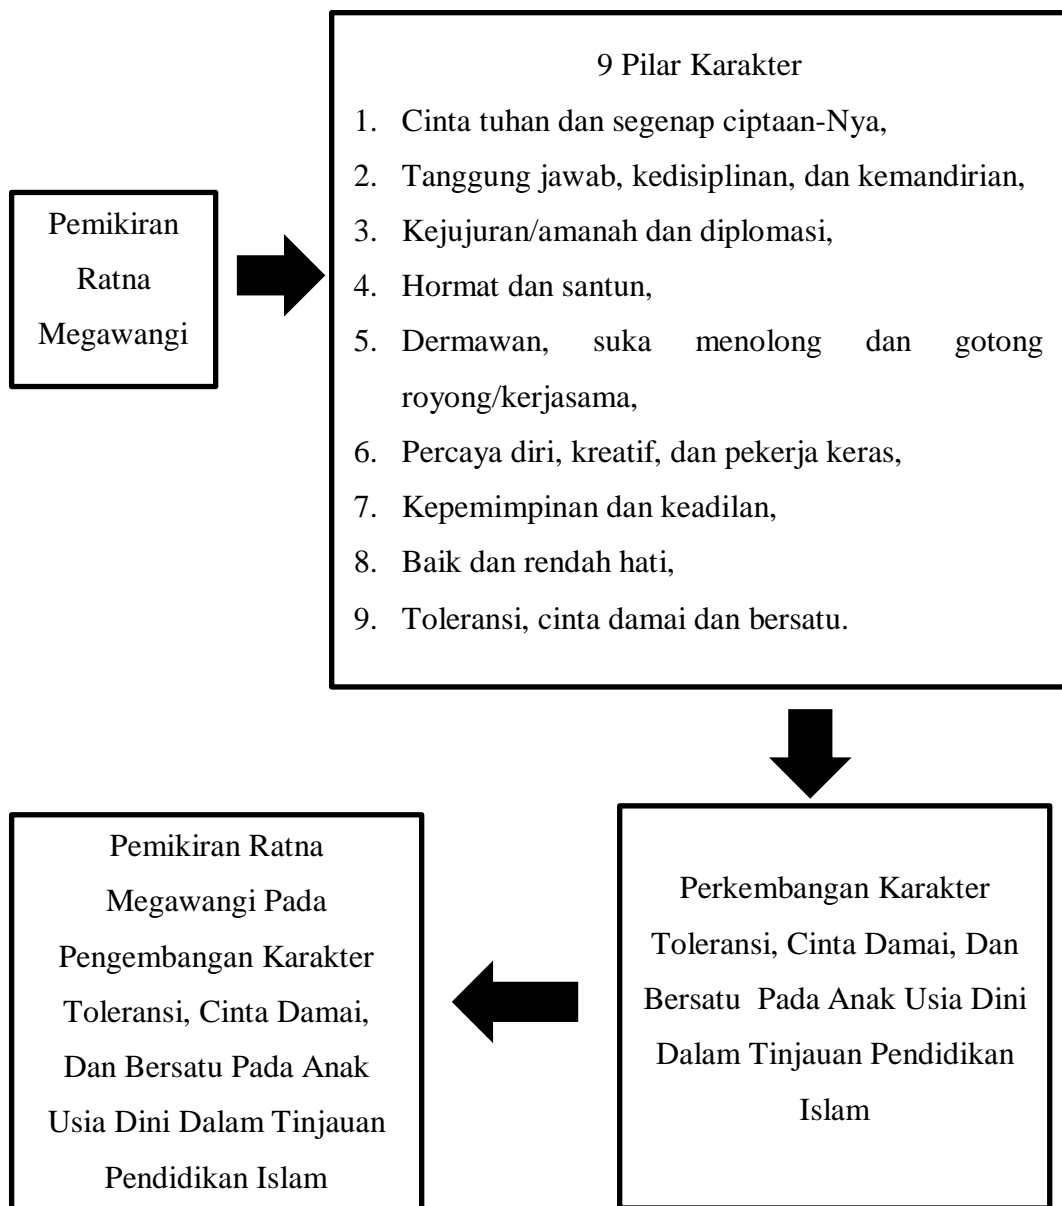 Pemikiran
Ratna
Megawangi
9 Pilar Karakter
1. Cinta tuhan dan segenap ciptaan-Nya,
2. Tanggung jawab, kedisiplinan, dan kemandirian,
3. Kejujuran/amanah dan diplomasi,
4. Hormat dan santun,
5. Dermawan, suka menolong dan gotong
royong/kerjasama,
6. Percaya diri, kreatif, dan pekerja keras,
7. Kepemimpinan dan keadilan,
8. Baik dan rendah hati,
9. Toleransi, cinta damai dan bersatu.
Perkembangan Karakter
Toleransi, Cinta Damai, Dan
Bersatu Pada Anak Usia Dini
Dalam Tinjauan Pendidikan
Islam
Pemikiran Ratna
Megawangi Pada
Pengembangan Karakter
Toleransi, Cinta Damai,
Dan Bersatu Pada Anak
Usia Dini Dalam Tinjauan
Pendidikan Islam